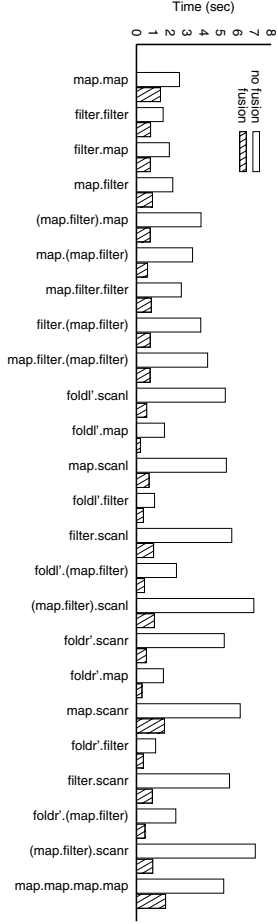 Time (sec)
0 1 2 3 4 5 6 7 8
no fusion
fusion
map.map
filter.filter
filter.map
map.filter
(map.filter).map
map.(map.filter)
map.filter.filter
filter.(map.filter)
map.filter.(map.filter)
foldl'.scanl
foldl'.map
map.scanl
foldl'.filter
filter.scanl
foldl'.(map.filter)
(map.filter).scanl
foldr'.scanr
foldr'.map
map.scanr
foldr'.filter
filter.scanr
foldr'.(map.filter)
(map.filter).scanr
map.map.map.map